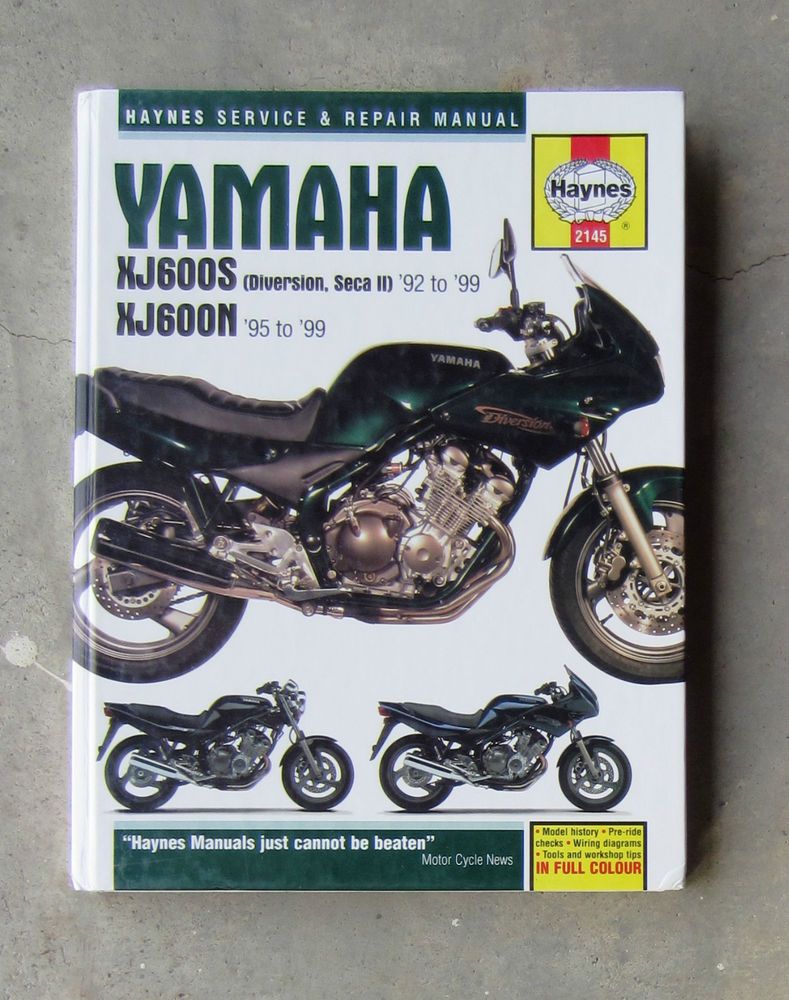 HAYNES SERVICE & REPAIR MANUAL
Haynes
®
2145
YAMAHA
XJ600S (Diversion, Seca II) '92 to '99
XJ600N '95 to '99
YAMAHA
Diversion
“Haynes Manuals just cannot be beaten”
Motor Cycle News
• Model history • Pre-ride
checks • Wiring diagrams
• Tools and workshop tips
IN FULL COLOUR